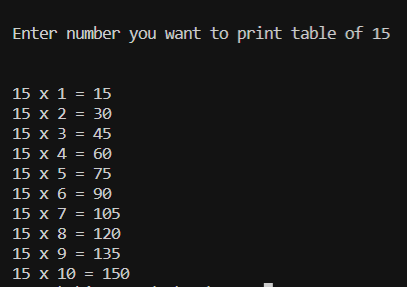 Enter number you want to print table of 15
15 x 1 = 15
15 x 2 = 30
15 x 3 = 45
15 x 4 = 60
15 x 5 = 75
15 x 6 = 90
15 x 7 = 105
15 x 8 = 120
15 x 9 = 135
15 x 10 = 150